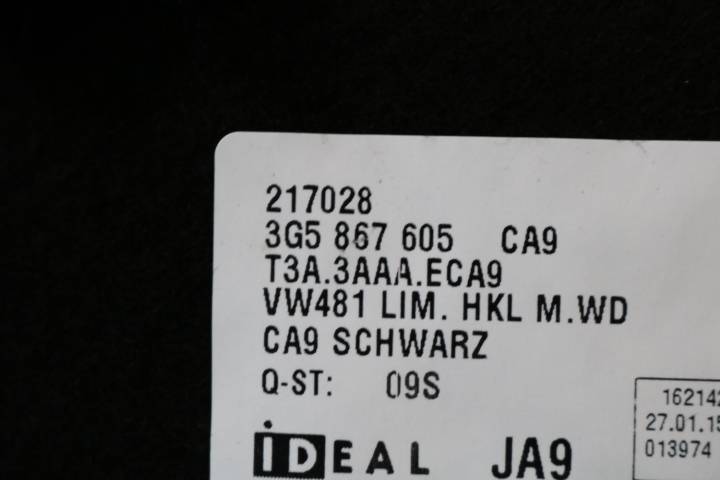 217028
3G5 867 605 CA9
T3A.3AAA.ECA9
VW481 LIM. HKL M.WD
CA9 SCHWARZ
Q-ST: 09S
iDEAL JA9
162142
27.01.15
013974